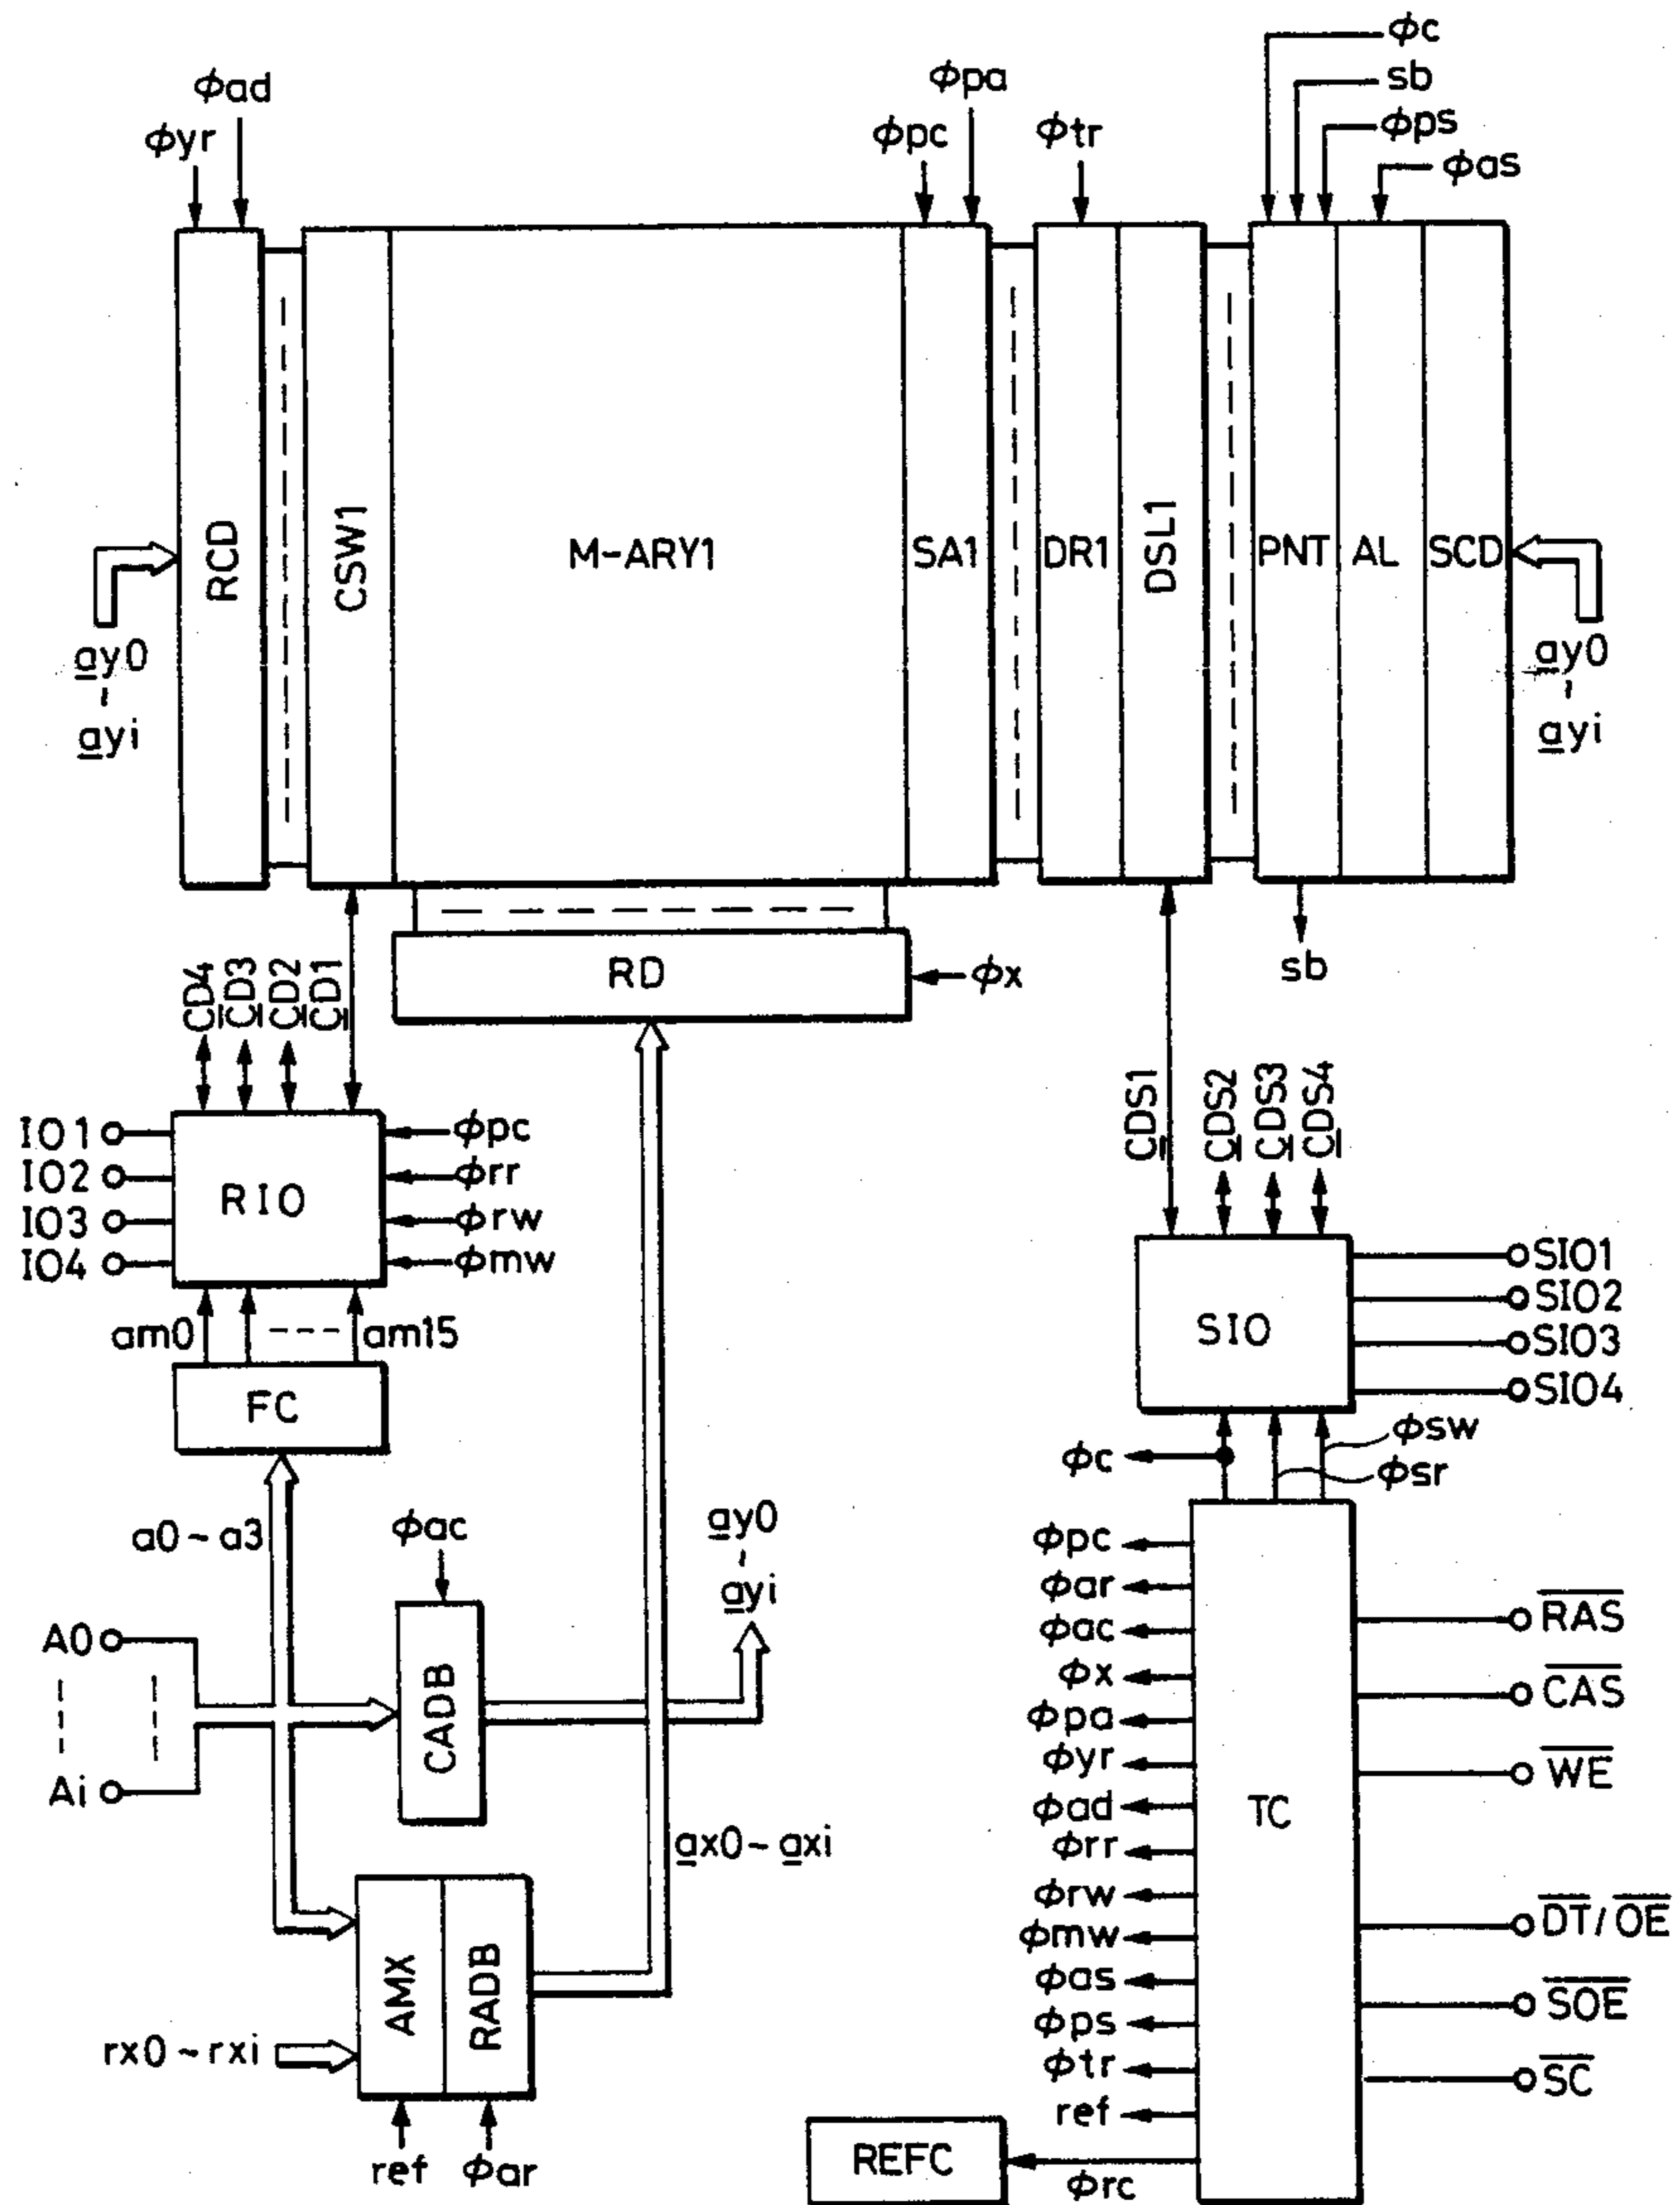 ϕc
ϕad
ϕpa
sb
ϕyr
ϕpc
ϕtr
ϕps
ϕas
RCD
CSW1
M-ARY1
SA1
DR1
DSL1
PNT
AL
SCD
ay0
~
ayi
ay0
~
ayi
CD4
CD3
CD2
CD1
RD
ϕx
sb
CDS1
CDS2
CDS3
CDS4
IO1
IO2
IO3
IO4
RIO
ϕpc
ϕrr
ϕrw
ϕmw
SIO
SIO1
SIO2
SIO3
SIO4
am0 ---- am15
FC
ϕc
ϕsw
ϕsr
a0~a3
ϕac
ay0
~
ayi
A0
Ai
CADB
ax0~axi
AMX
RADB
rx0~rxi
ref
ϕar
ϕpc
ϕar
ϕac
ϕx
ϕpa
ϕyr
ϕad
ϕrr
ϕrw
ϕmw
ϕas
ϕps
ϕtr
ref
ϕrc
TC
RAS
CAS
WE
DT/OE
SOE
SC
REFC